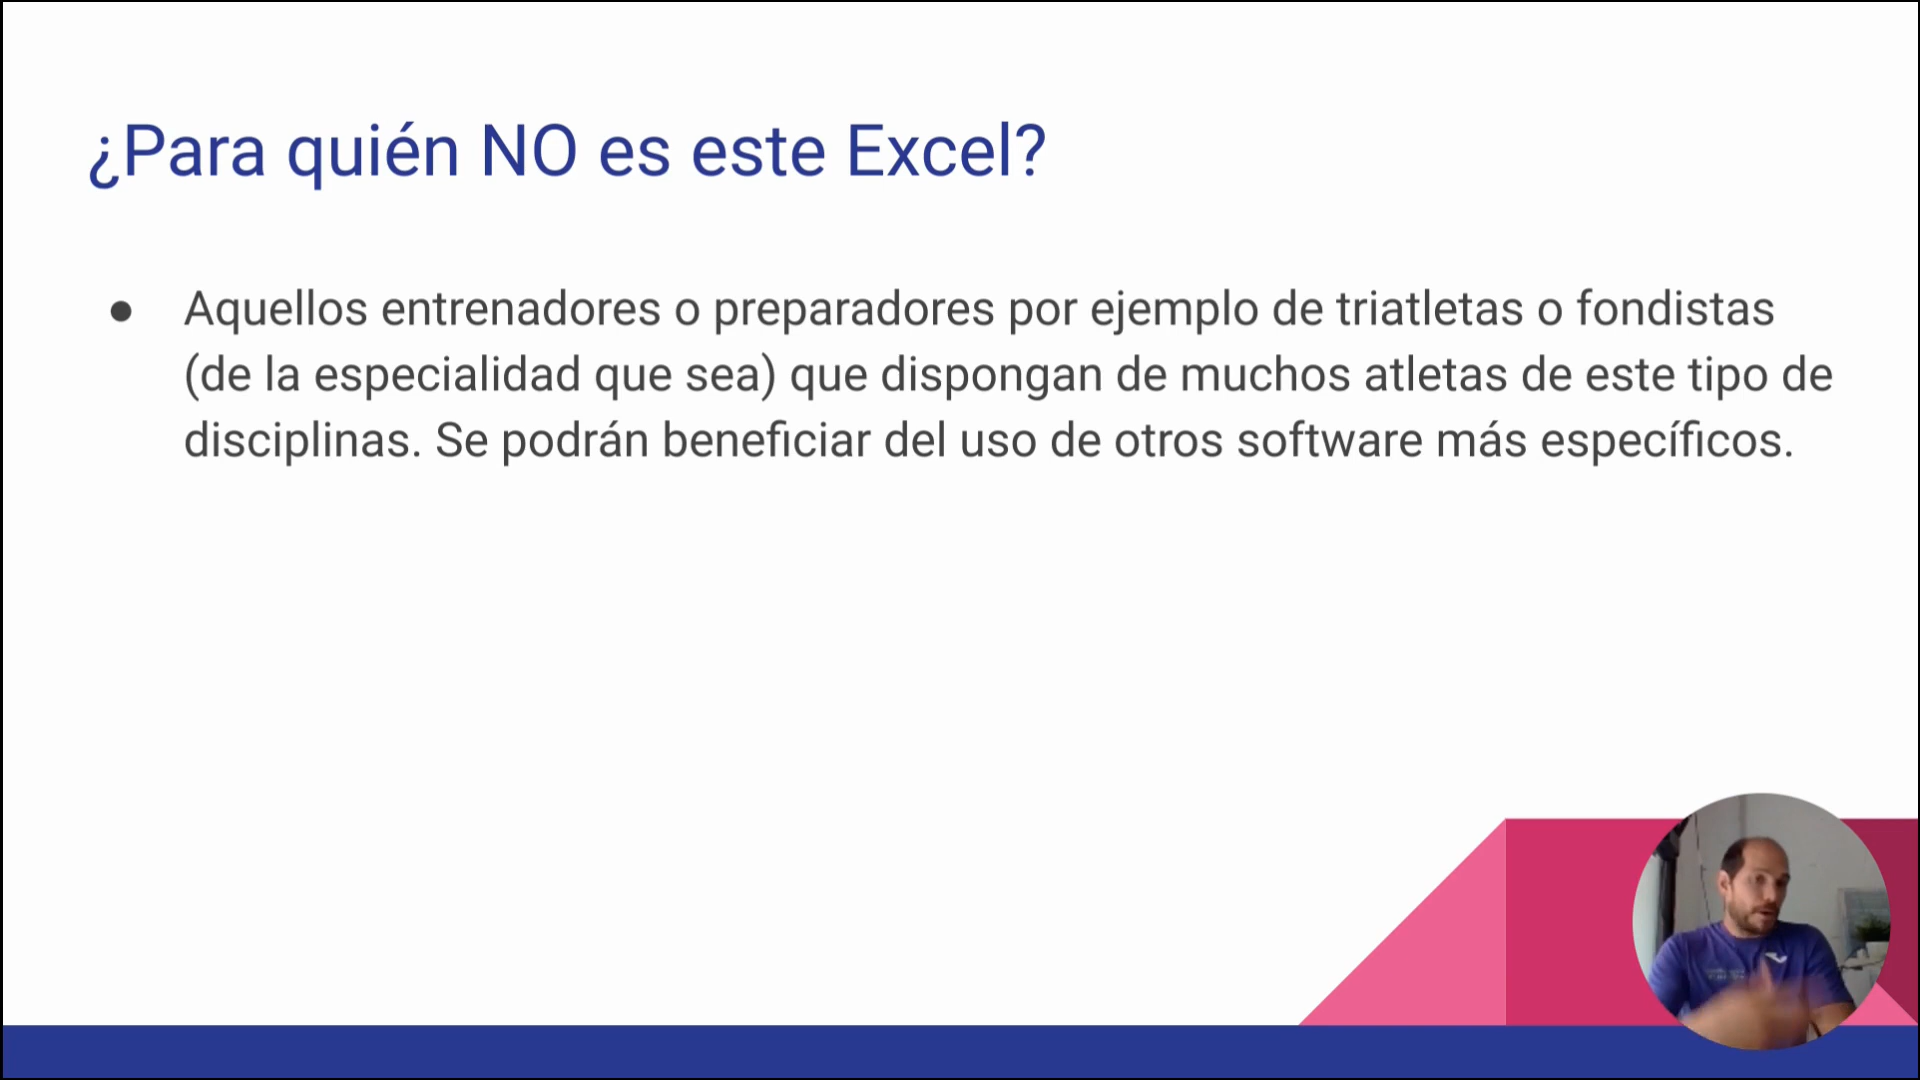 ¿Para quién NO es este Excel?
● Aquellos entrenadores o preparadores por ejemplo de triatletas o fondistas
(de la especialidad que sea) que dispongan de muchos atletas de este tipo de
disciplinas. Se podrán beneficiar del uso de otros software más específicos.